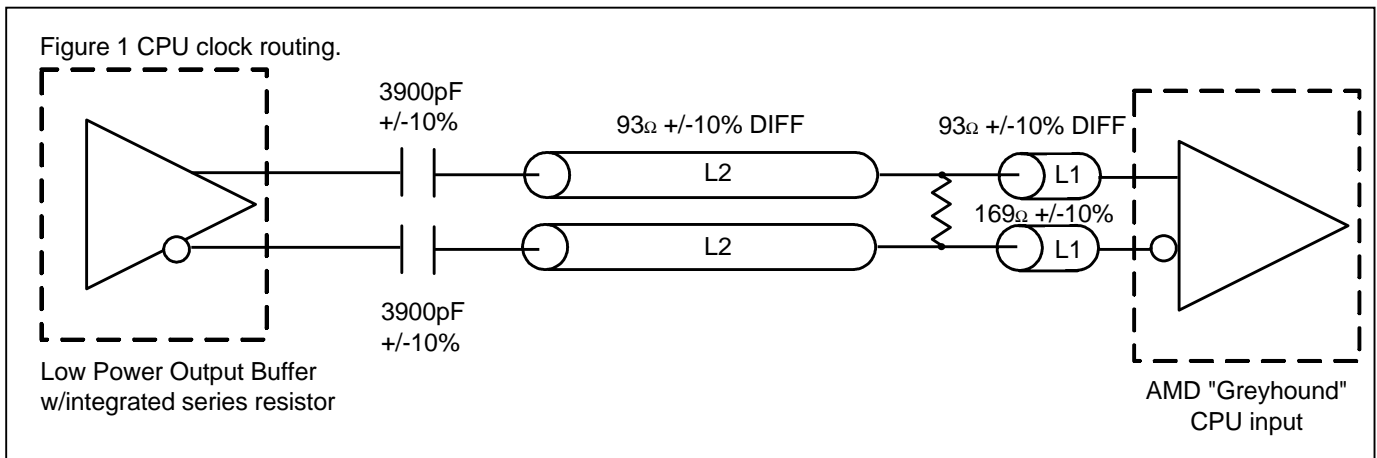 Figure 1 CPU clock routing.
3900pF
+/-10%
93Ω +/-10% DIFF
93Ω +/-10% DIFF
L2
L1
169Ω +/-10%
L2
L1
3900pF
+/-10%
Low Power Output Buffer
w/integrated series resistor
AMD "Greyhound"
CPU input